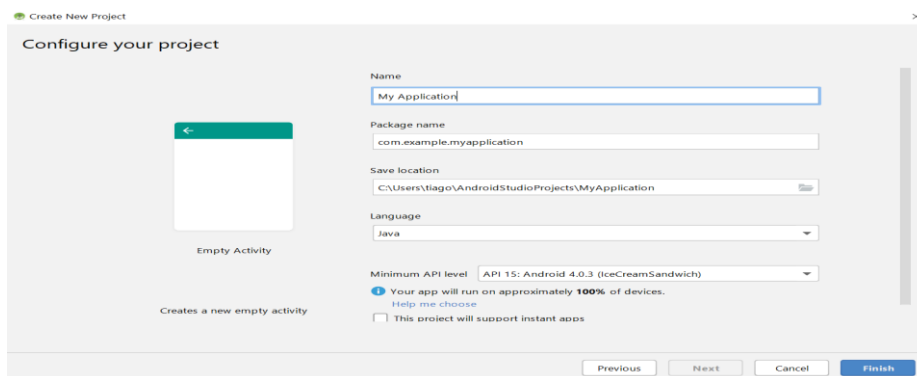 Create New Project
Configure your project
Name
My Application
Package name
com.example.myapplication
Save location
C:\Users\tiago\AndroidStudioProjects\MyApplication
Language
Java
Empty Activity
Minimum API level API 15: Android 4.0.3 (IceCreamSandwich)
Your app will run on approximately 100% of devices.
Help me choose
Creates a new empty activity
This project will support instant apps
Previous Next Cancel Finish